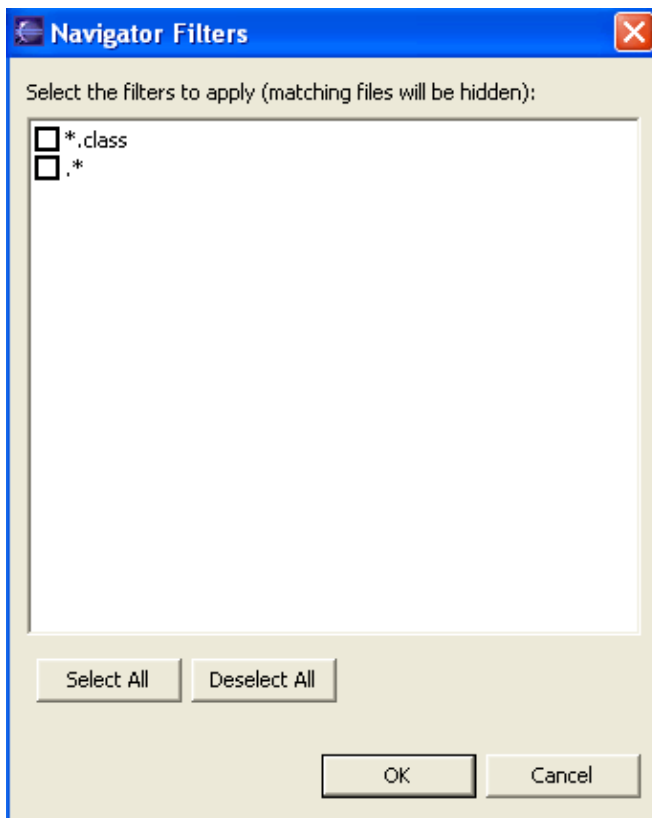 Navigator Filters
Select the filters to apply (matching files will be hidden):
*.class
.*
Select All Deselect All
OK Cancel